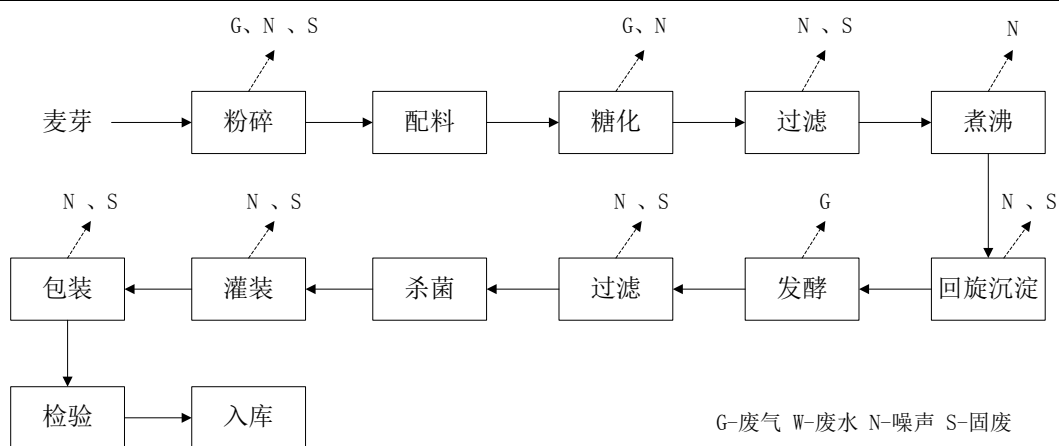 G、N 、S
G、N
N 、S
N
麦芽
粉碎
配料
糖化
过滤
煮沸
N 、S
N 、S
N 、S
G
N 、S
包装
灌装
杀菌
过滤
发酵
回旋沉淀
检验
入库
G-废气 W-废水 N-噪声 S-固废